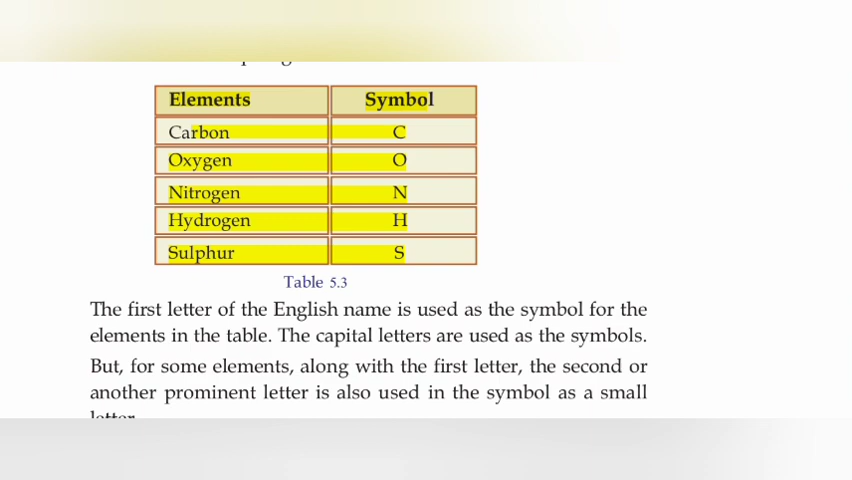 Elements Symbol
Carbon C
Oxygen O
Nitrogen N
Hydrogen H
Sulphur S
Table 5.3
The first letter of the English name is used as the symbol for the
elements in the table. The capital letters are used as the symbols.
But, for some elements, along with the first letter, the second or
another prominent letter is also used in the symbol as a small
letter.